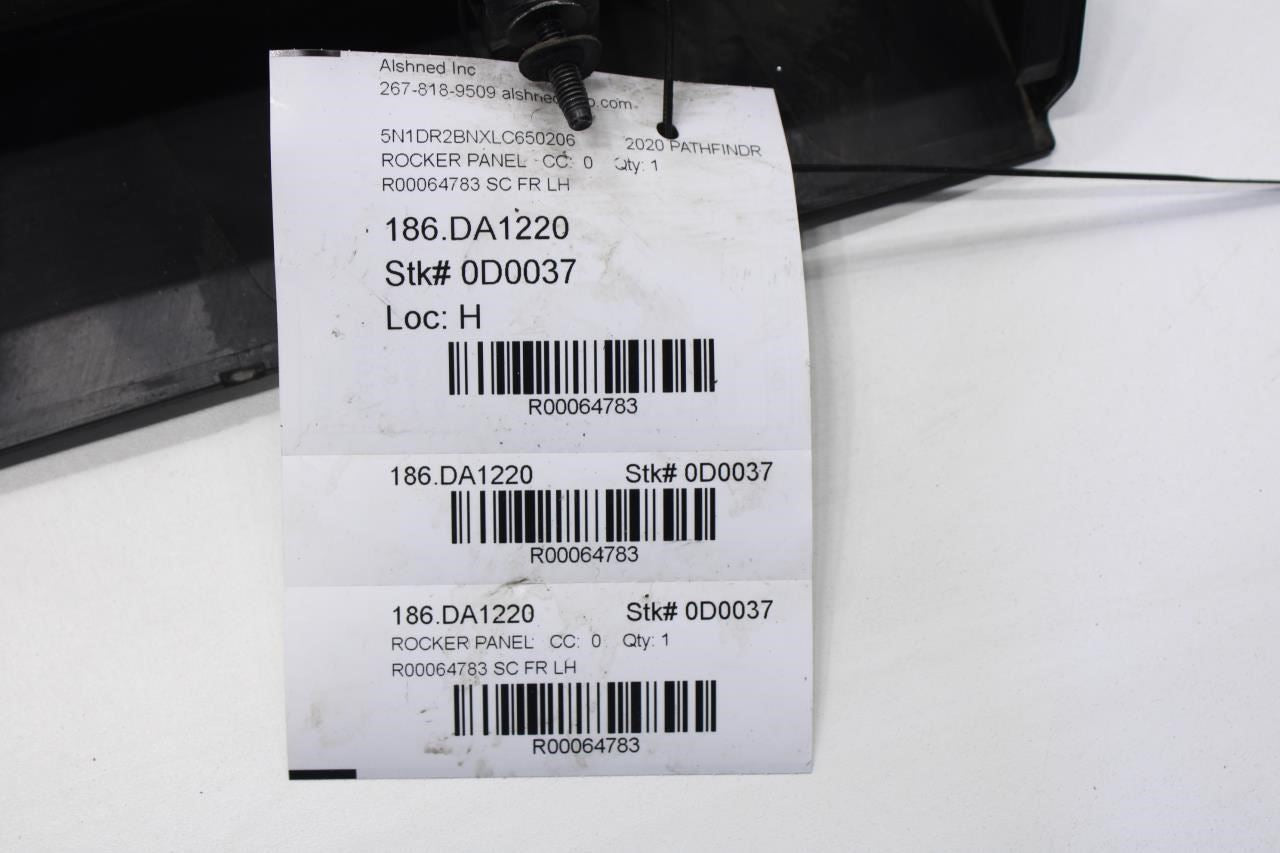 Alshned Inc
267-818-9509
5N1DR2BNXLC650206 2020 PATHFINDR
ROCKER PANEL CC: 0 Qty: 1
R00064783 SC FR LH
186.DA1220
Stk# 0D0037
Loc: H
R00064783
186.DA1220 Stk# 0D0037
R00064783
186.DA1220 Stk# 0D0037
ROCKER PANEL CC: 0 Qty: 1
R00064783 SC FR LH
R00064783